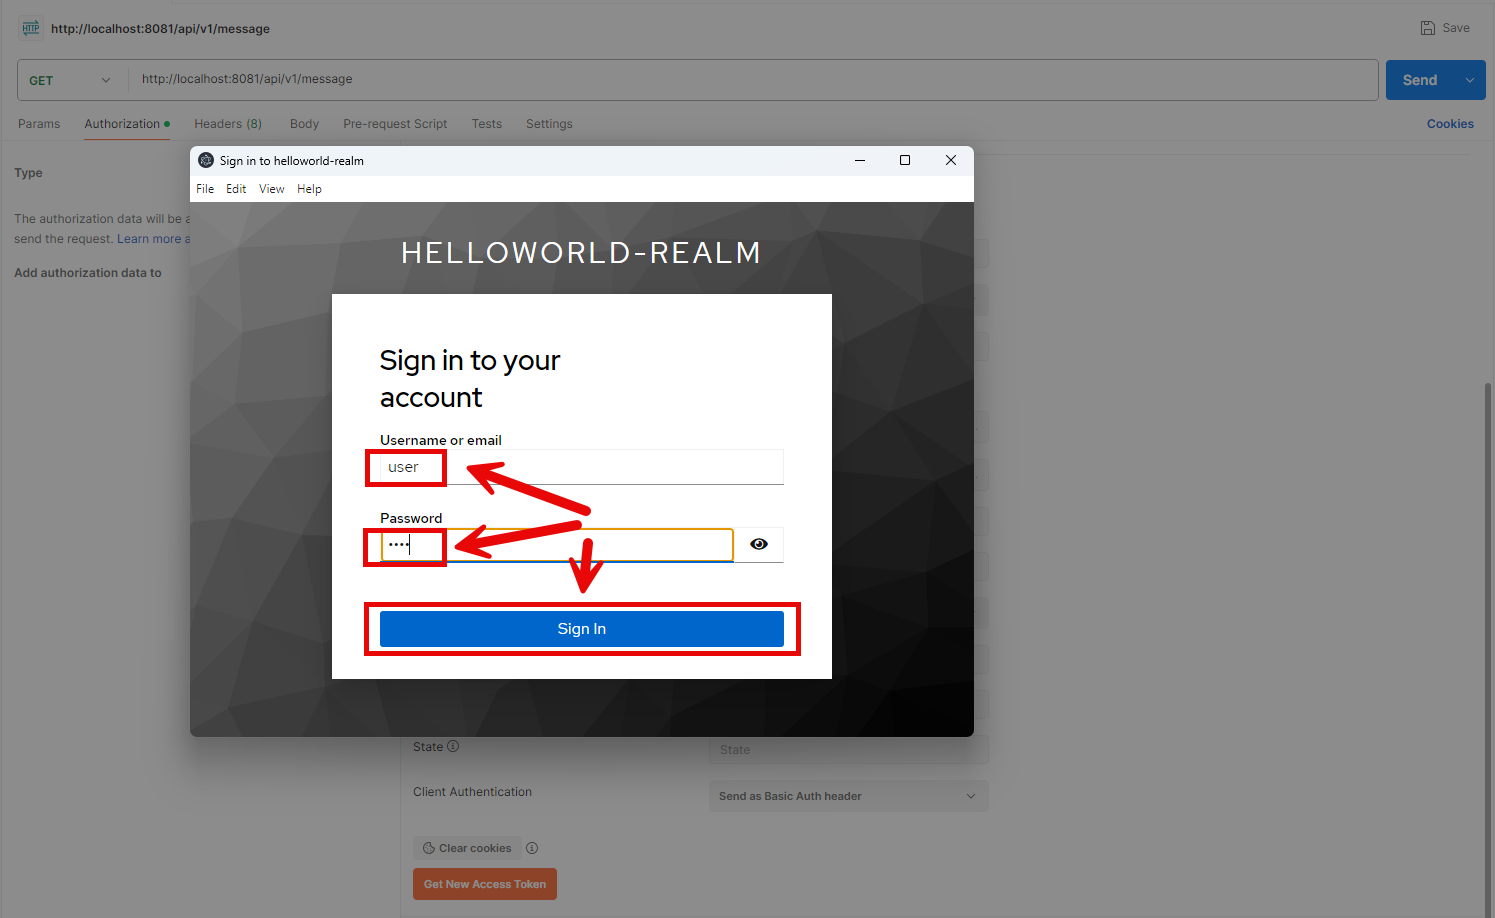 HTTP http://localhost:8081/api/v1/message
Save
GET http://localhost:8081/api/v1/message
Send
Params Authorization Headers (8) Body Pre-request Script Tests Settings
Cookies
Type
The authorization data will be a
send the request. Learn more a
Add authorization data to
Sign in to helloworld-realm
File Edit View Help
HELLOWORLD-REALM
Sign in to your
account
Username or email
user
Password
••••
Sign In
State
State
Client Authentication
Send as Basic Auth header
Clear cookies
Get New Access Token